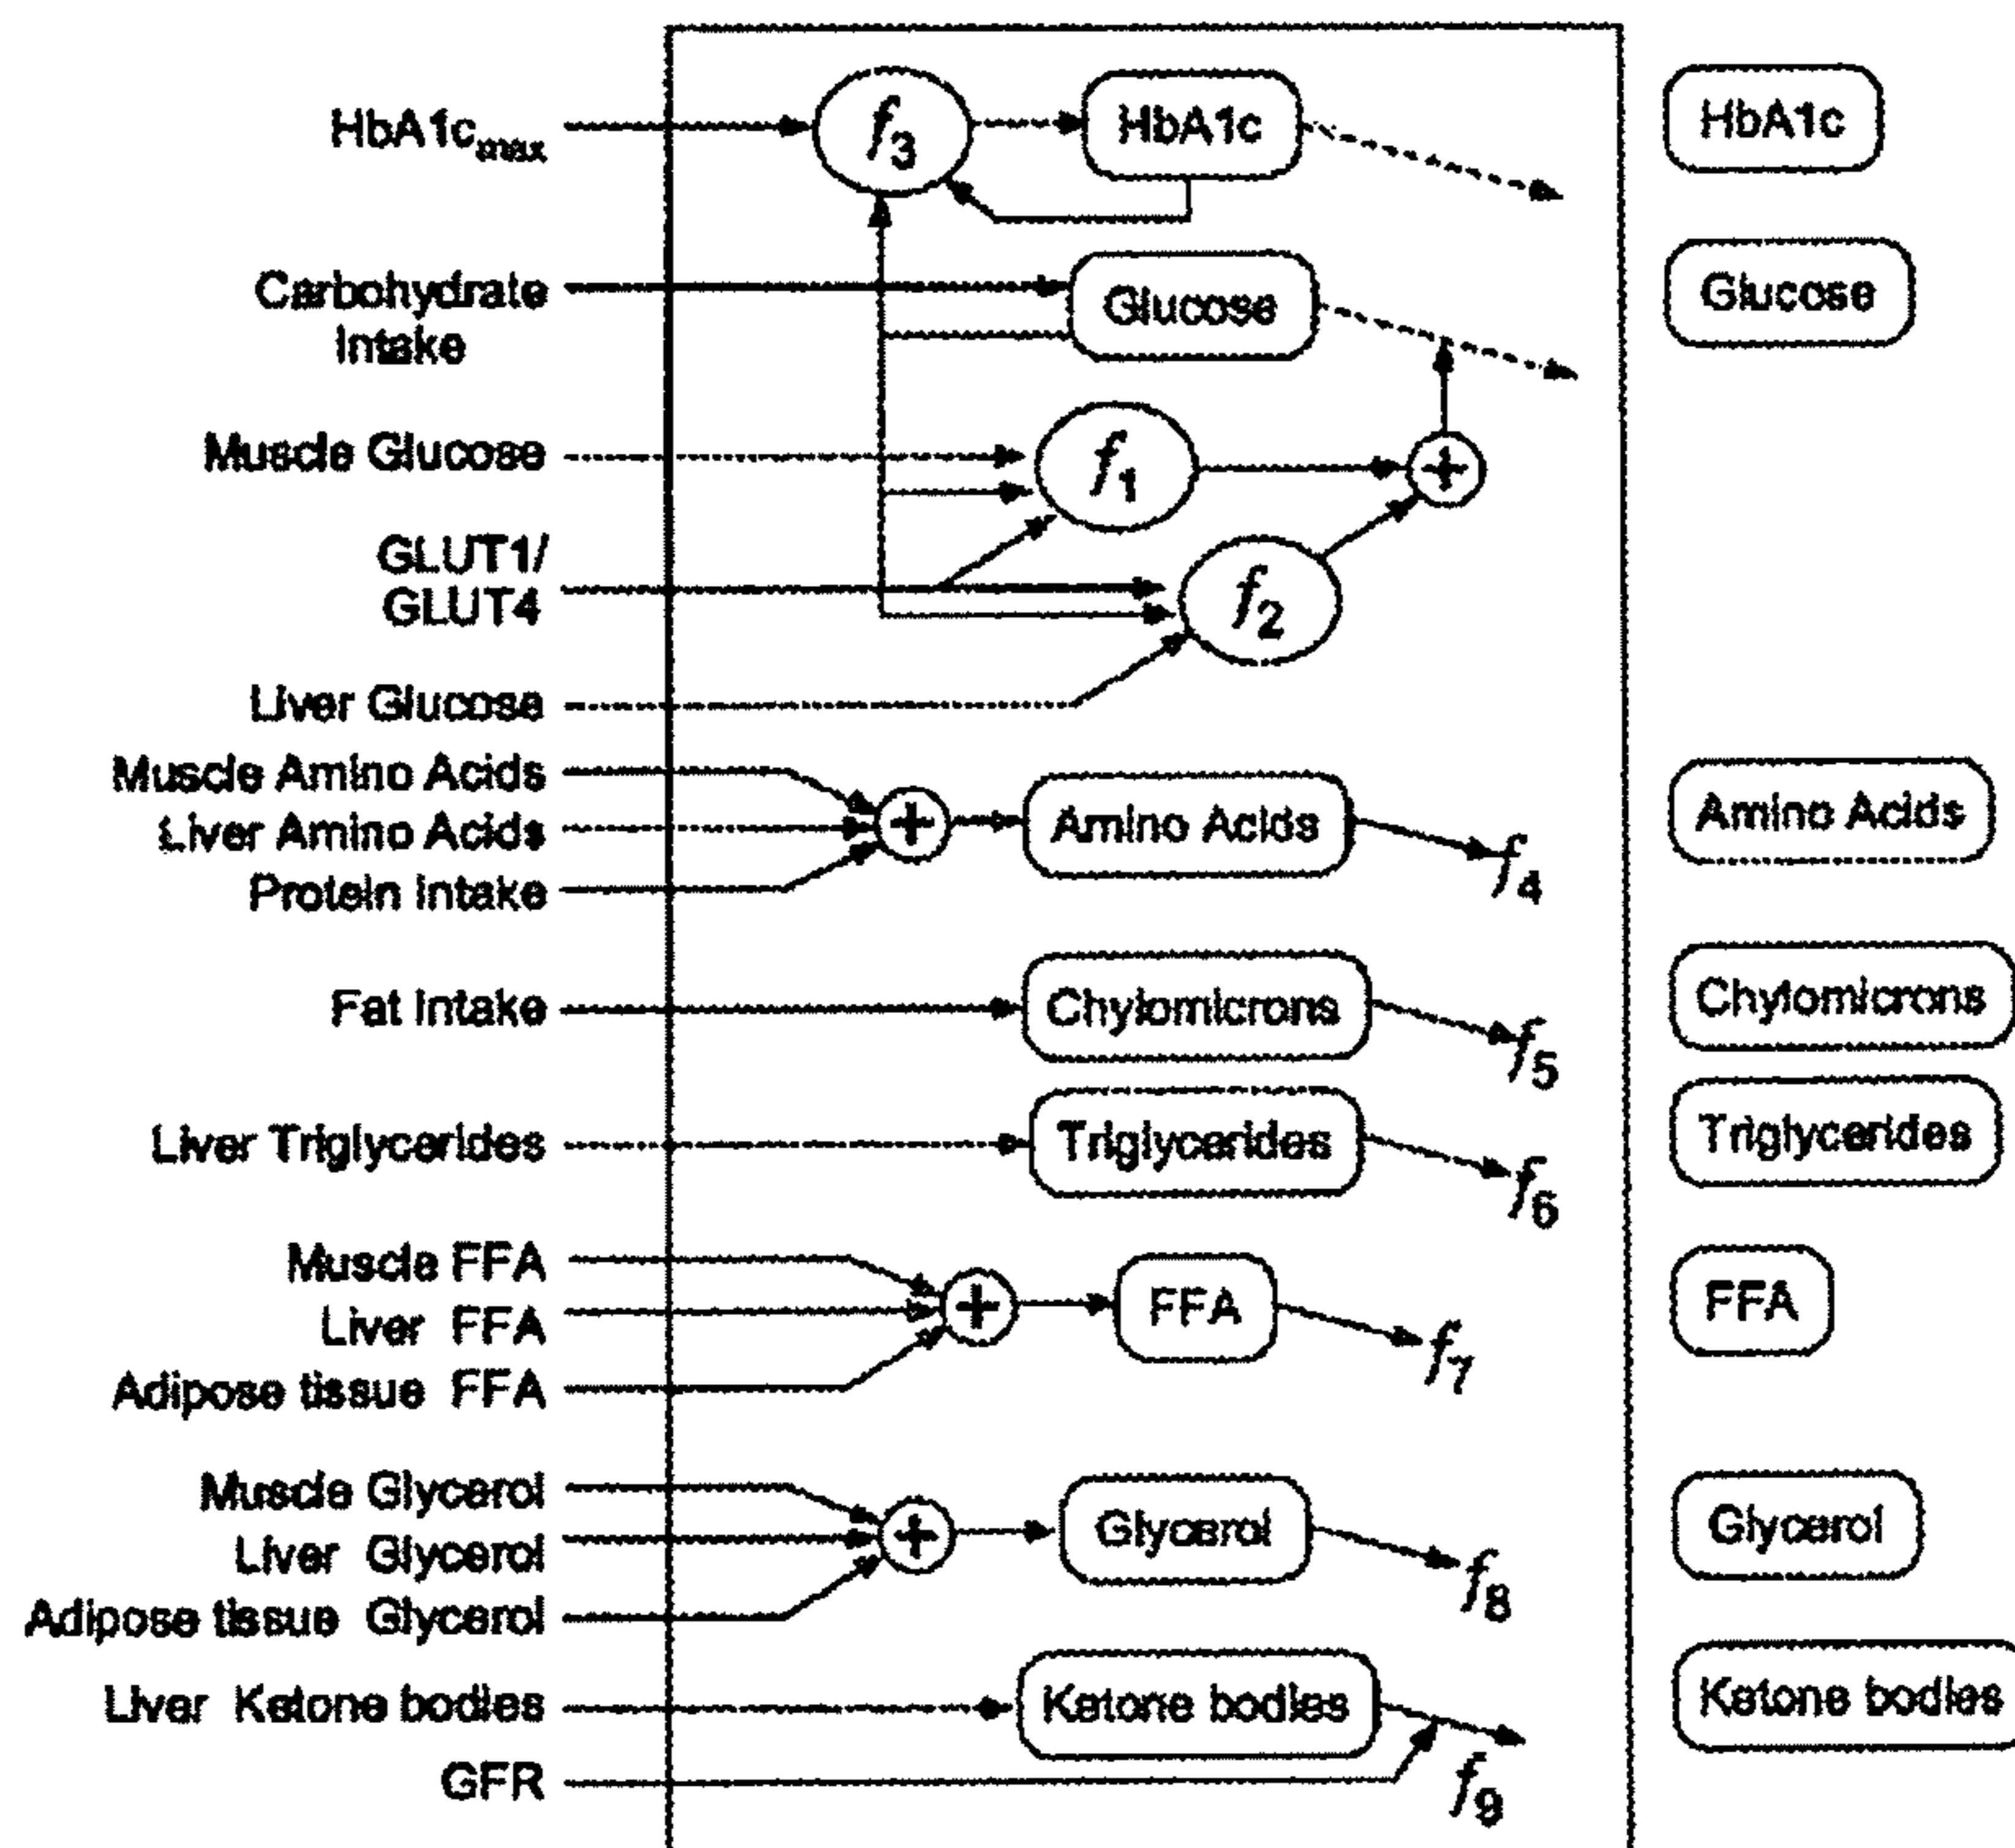 HbA1cmax
f3
HbA1c
HbA1c
Carbohydrate
Intake
Glucose
Glucose
Muscle Glucose
f1
+
GLUT1/
GLUT4
f2
Liver Glucose
Muscle Amino Acids
Liver Amino Acids
Protein Intake
+
Amino Acids
f4
Amino Acids
Fat Intake
Chylomicrons
f5
Chylomicrons
Liver Triglycerides
Triglycerides
f6
Triglycerides
Muscle FFA
Liver FFA
Adipose tissue FFA
+
FFA
f7
FFA
Muscle Glycerol
Liver Glycerol
Adipose tissue Glycerol
+
Glycerol
f8
Glycerol
Liver Ketone bodies
Ketone bodies
Ketone bodies
GFR
f9